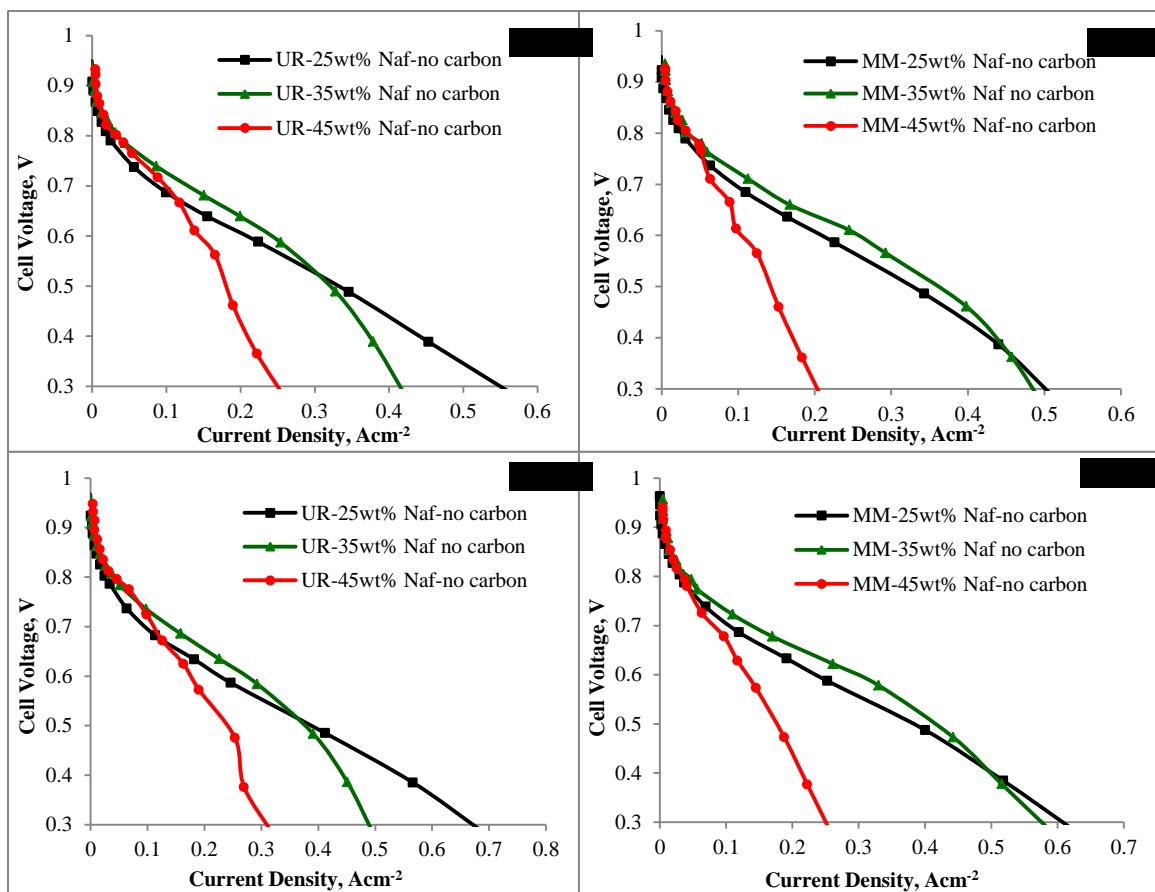 1
0.9
0.8
0.7
0.6
0.5
0.4
0.3
Cell Voltage, V
UR-25wt% Naf-no carbon
UR-35wt% Naf no carbon
UR-45wt% Naf-no carbon
0 0.1 0.2 0.3 0.4 0.5 0.6
Current Density, Acm-2
1
0.9
0.8
0.7
0.6
0.5
0.4
0.3
Cell Voltage, V
MM-25wt% Naf-no carbon
MM-35wt% Naf no carbon
MM-45wt% Naf-no carbon
0 0.1 0.2 0.3 0.4 0.5 0.6
Current Density, Acm-2
1
0.9
0.8
0.7
0.6
0.5
0.4
0.3
Cell Voltage, V
UR-25wt% Naf-no carbon
UR-35wt% Naf no carbon
UR-45wt% Naf-no carbon
0 0.1 0.2 0.3 0.4 0.5 0.6 0.7 0.8
Current Density, Acm-2
1
0.9
0.8
0.7
0.6
0.5
0.4
0.3
Cell Voltage, V
MM-25wt% Naf-no carbon
MM-35wt% Naf no carbon
MM-45wt% Naf-no carbon
0 0.1 0.2 0.3 0.4 0.5 0.6 0.7
Current Density, Acm-2